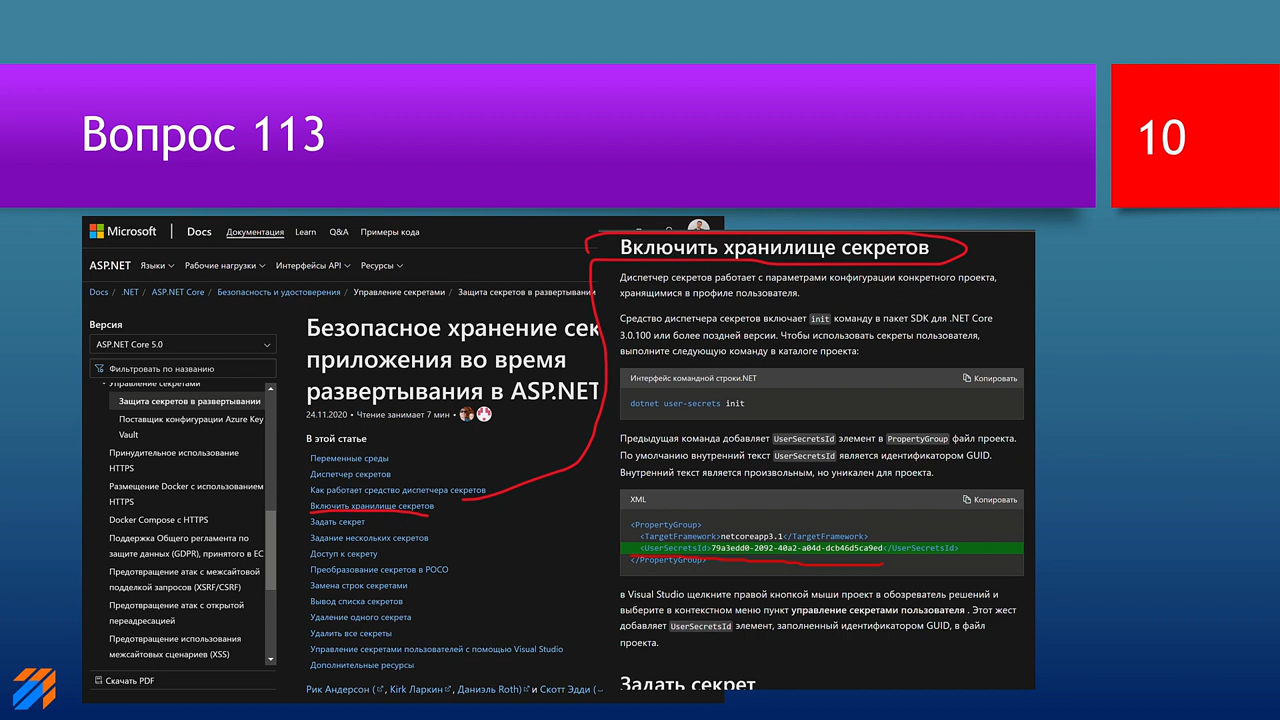 Вопрос 113
10
Microsoft
Docs
Документация
Learn
Q&A
Примеры кода
ASP.NET
Языки
Рабочие нагрузки
Интерфейсы API
Ресурсы
Docs / .NET / ASP.NET Core / Безопасность и удостоверения / Управление секретами / Защита секретов в развертывании
Версия
ASP.NET Core 5.0
Фильтровать по названию
Управление секретами
Защита секретов в развертывании
Поставщик конфигурации Azure Key
Vault
Принудительное использование
HTTPS
Размещение Docker с использованием
HTTPS
Docker Compose с HTTPS
Поддержка Общего регламента по
защите данных (GDPR), принятого в ЕС
Предотвращение атак с межсайтовой
подделкой запросов (XSRF/CSRF)
Предотвращение атак с открытой
переадресацией
Предотвращение использования
межсайтовых сценариев (XSS)
Скачать PDF
Безопасное хранение сек
приложения во время
развертывания в ASP.NET
24.11.2020 • Чтение занимает 7 мин •
В этой статье
Переменные среды
Диспетчер секретов
Как работает средство диспетчера секретов
Включить хранилище секретов
Задать секрет
Задание нескольких секретов
Доступ к секрету
Преобразование секретов в POCO
Замена строк секретами
Вывод списка секретов
Удаление одного секрета
Удалить все секреты
Управление секретами пользователей с помощью Visual Studio
Дополнительные ресурсы
Рик Андерсон (, Kirk Ларкин, Даниэль Roth) и Скотт Эдди (
Включить хранилище секретов
Диспетчер секретов работает с параметрами конфигурации конкретного проекта,
хранящимися в профиле пользователя.
Средство диспетчера секретов включает init команду в пакет SDK для .NET Core
3.0.100 или более поздней версии. Чтобы использовать секреты пользователя,
выполните следующую команду в каталоге проекта:
Интерфейс командной строки.NET
Копировать
dotnet user-secrets init
Предыдущая команда добавляет UserSecretsId элемент в PropertyGroup файл проекта.
По умолчанию внутренний текст UserSecretsId является идентификатором GUID.
Внутренний текст является произвольным, но уникален для проекта.
XML
Копировать
<PropertyGroup>
<TargetFramework>netcoreapp3.1</TargetFramework>
<UserSecretsId>79a3edd0-2092-40a2-a04d-dcb46d5ca9ed</UserSecretsId>
</PropertyGroup>
в Visual Studio щелкните правой кнопкой мыши проект в обозреватель решений и
выберите в контекстном меню пункт управление секретами пользователя . Этот жест
добавляет UserSecretsId элемент, заполненный идентификатором GUID, в файл
проекта.
Задать секрет